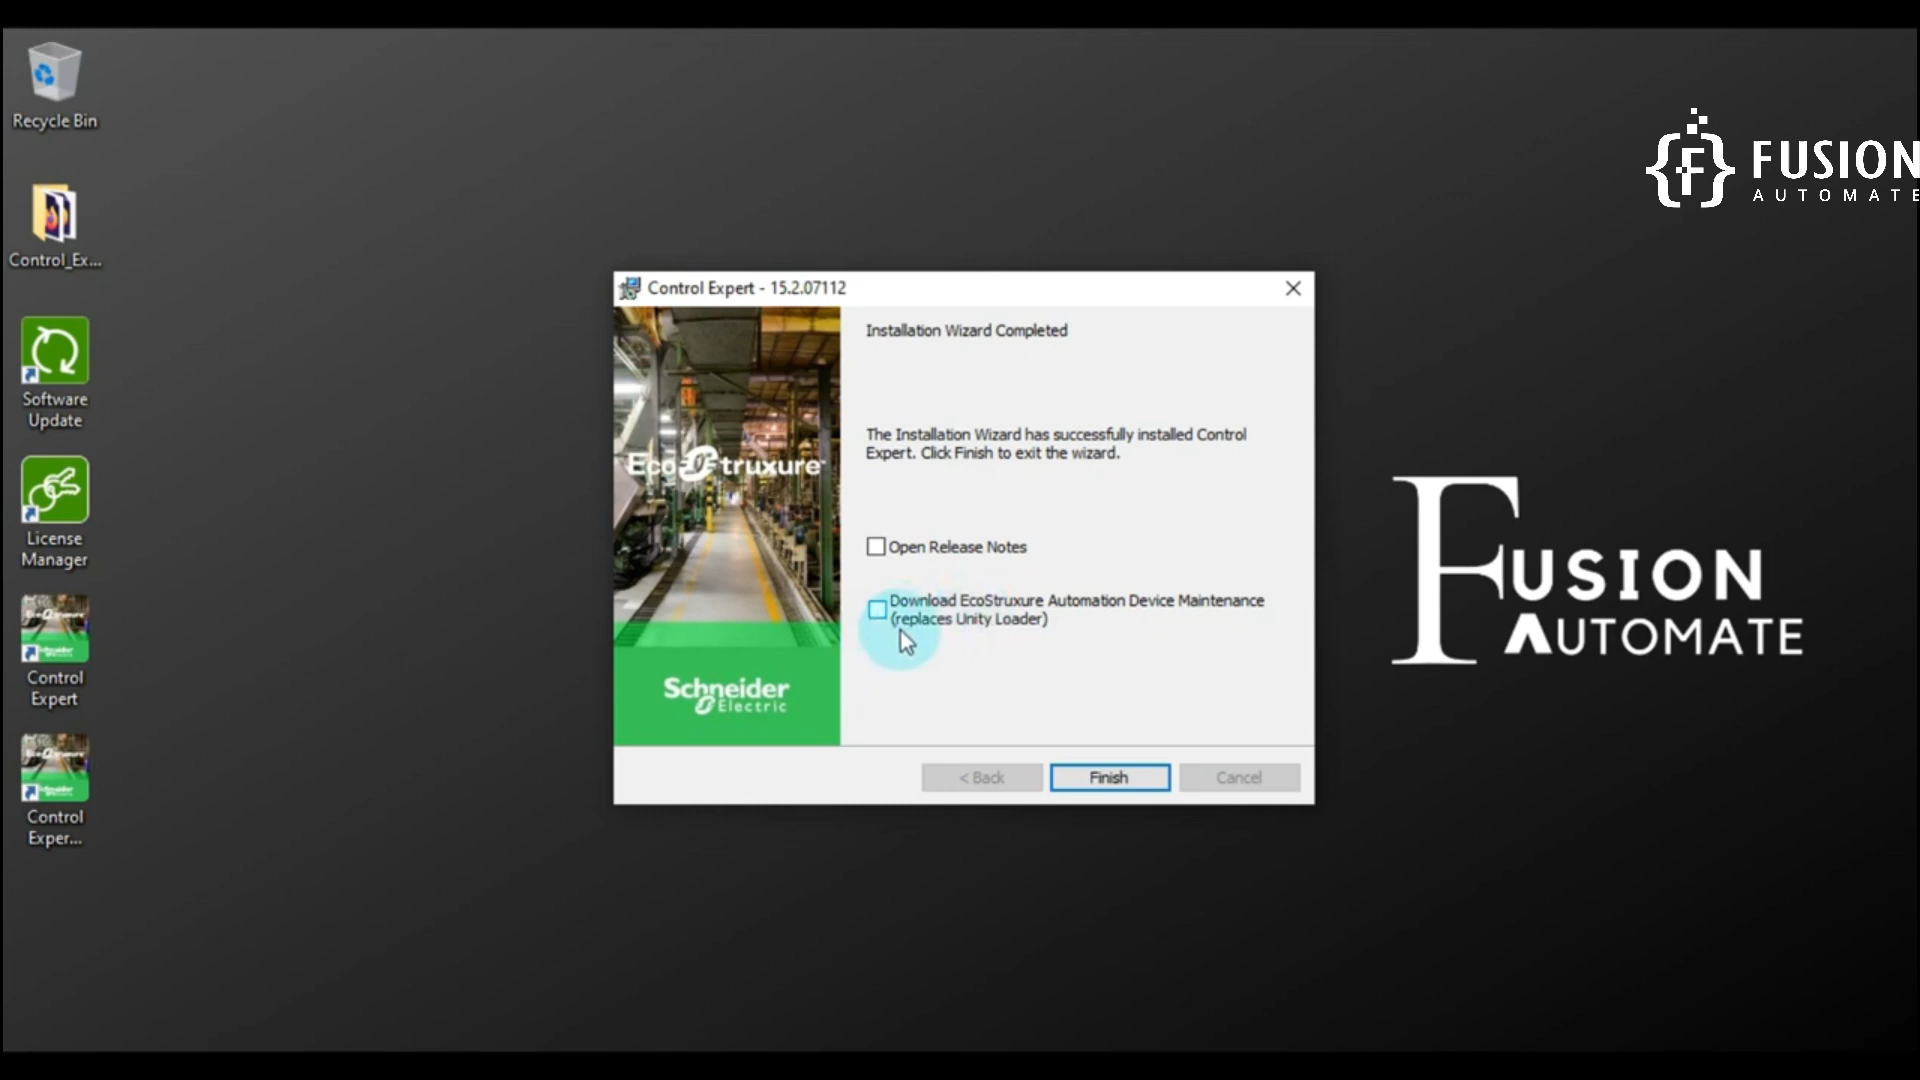 Recycle Bin
Control_Ex...
Software
Update
License
Manager
Control
Expert
Control
Exper...
Control Expert - 15.2.07112
Installation Wizard Completed
The Installation Wizard has successfully installed Control
Expert. Click Finish to exit the wizard.
Open Release Notes
Download EcoStruxure Automation Device Maintenance
(replaces Unity Loader)
EcoStruxure
Schneider
Electric
< Back
Finish
Cancel
FUSION
AUTOMATE
FUSION
AUTOMATE